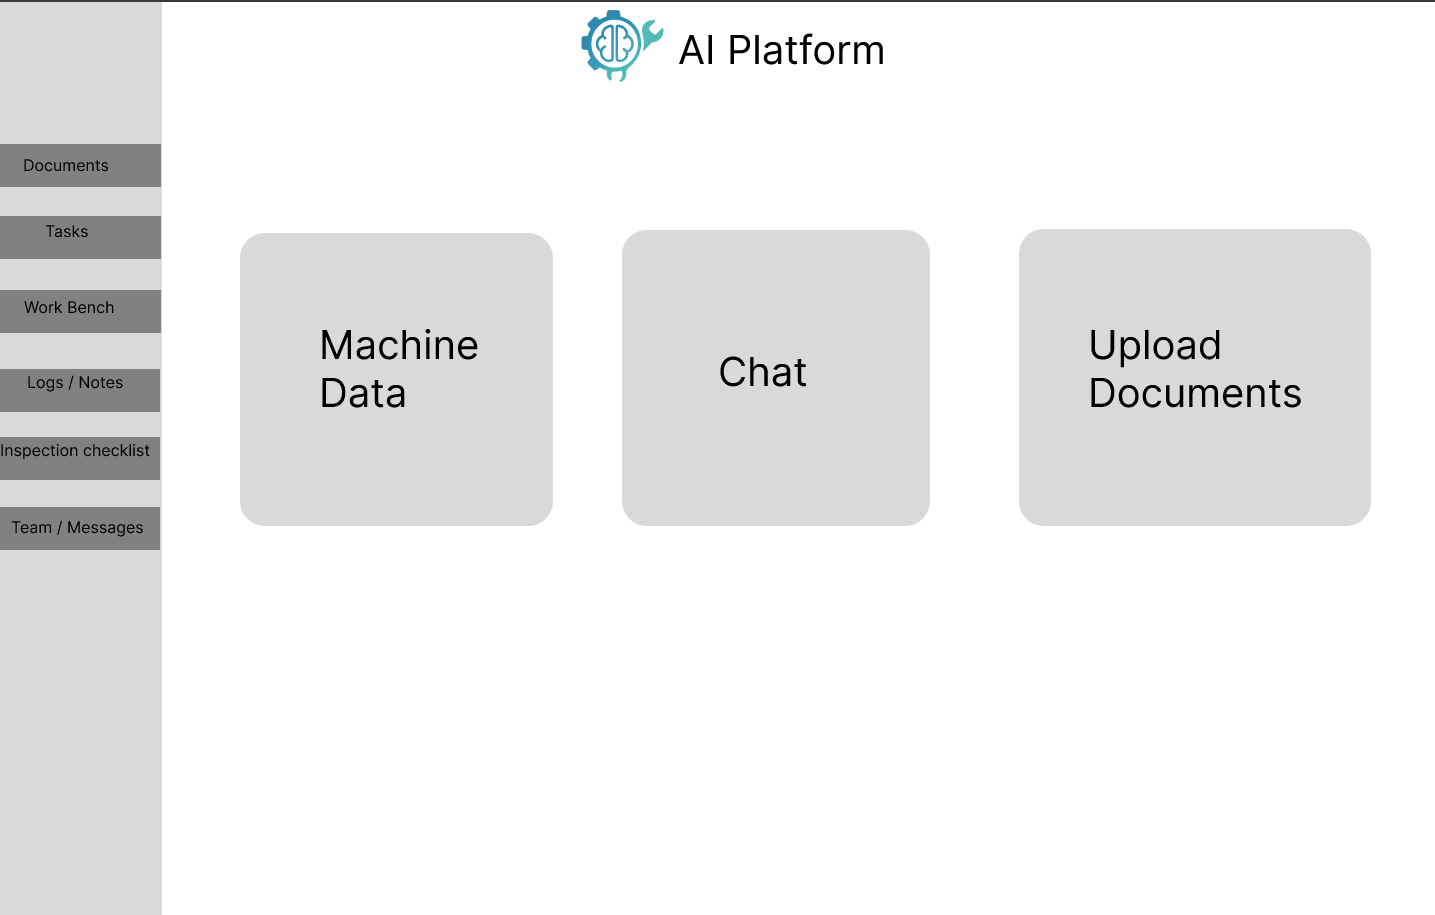 AI Platform
Documents
Tasks
Work Bench
Logs / Notes
Inspection checklist
Team / Messages
Machine
Data
Chat
Upload
Documents